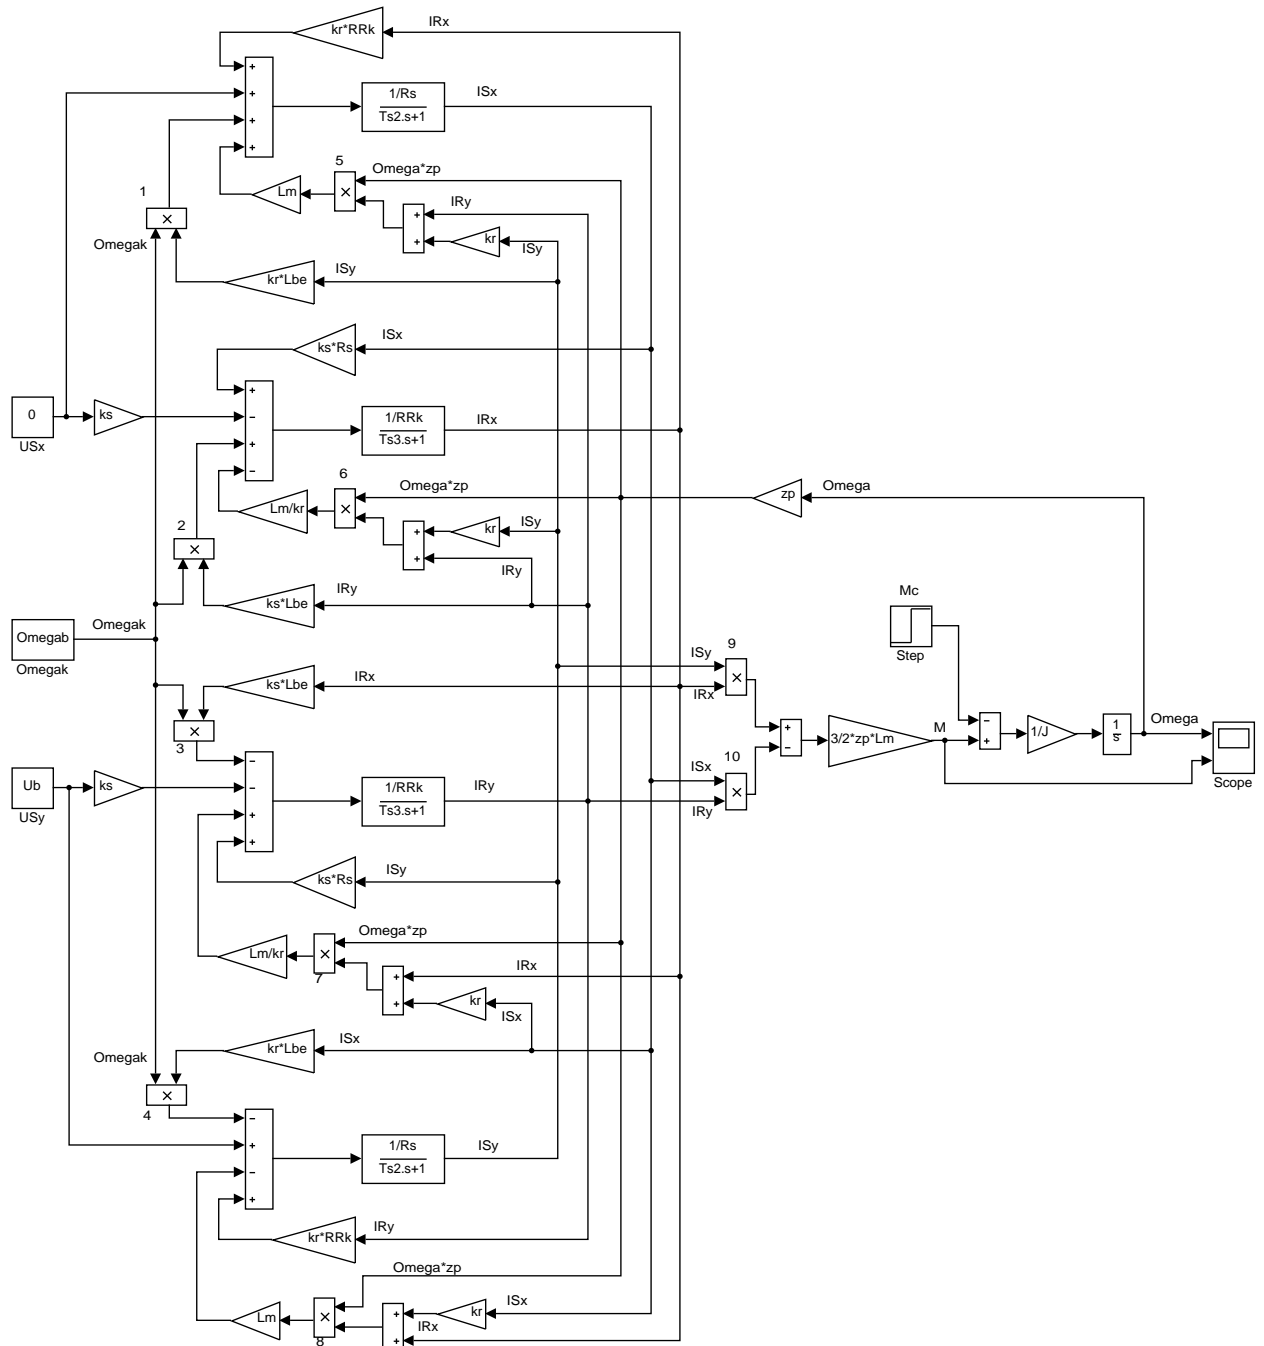 IRx
kr*RRk
+
+
+
+
1/Rs
Ts2.s+1
ISx
5
Omega*zp
Lm
×
IRy
+
+
kr
ISy
1
×
Omegak
kr*Lbe
ISy
ks*Rs
ISx
0
USx
ks
+
−
+
−
1/RRk
Ts3.s+1
IRx
6
Omega*zp
Lm/kr
×
zp
Omega
+
+
kr
ISy
IRy
2
×
ks*Lbe
IRy
Mc
Step
Omegab
Omegak
Omegak
ks*Lbe
IRx
×
3
ISy
9
×
IRx
+
−
3/2*zp*Lm
M
−
+
1/J
1
s
Omega
Scope
ISx
10
×
IRy
Ub
USy
ks
−
−
+
+
1/RRk
Ts3.s+1
IRy
ks*Rs
ISy
Omega*zp
Lm/kr
×
7
IRx
+
+
kr
ISx
Omegak
kr*Lbe
ISx
×
4
−
+
−
+
1/Rs
Ts2.s+1
ISy
kr*RRk
IRy
Omega*zp
Lm
×
8
+
+
kr
ISx
IRx